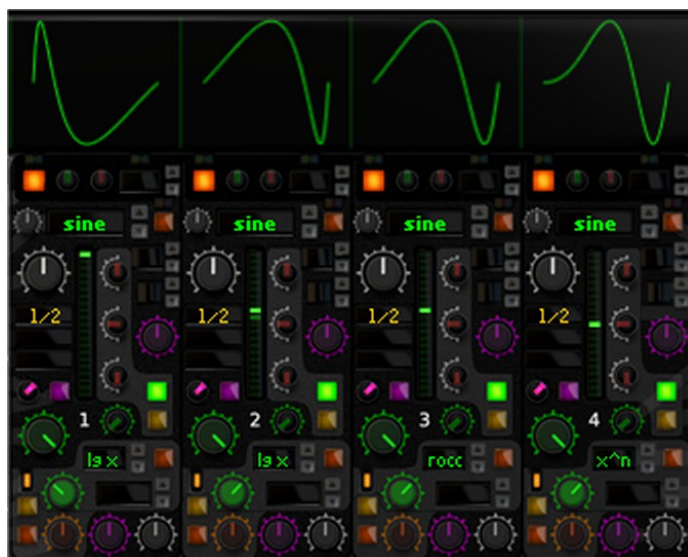 sine sine sine sine
1/2 1/2 1/2 1/2
1 2 3 4
lg x lg x rocc x^n